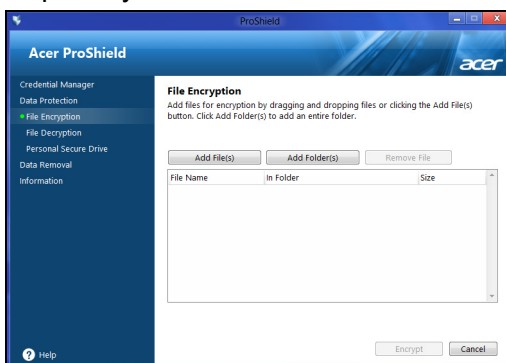 ProShield
Acer ProShield
acer
Credential Manager
Data Protection
File Encryption
File Decryption
Personal Secure Drive
Data Removal
Information
File Encryption
Add files for encryption by dragging and dropping files or clicking the Add File(s)
button. Click Add Folder(s) to add an entire folder.
Add File(s) Add Folder(s) Remove File
File Name In Folder Size
Encrypt Cancel
? Help